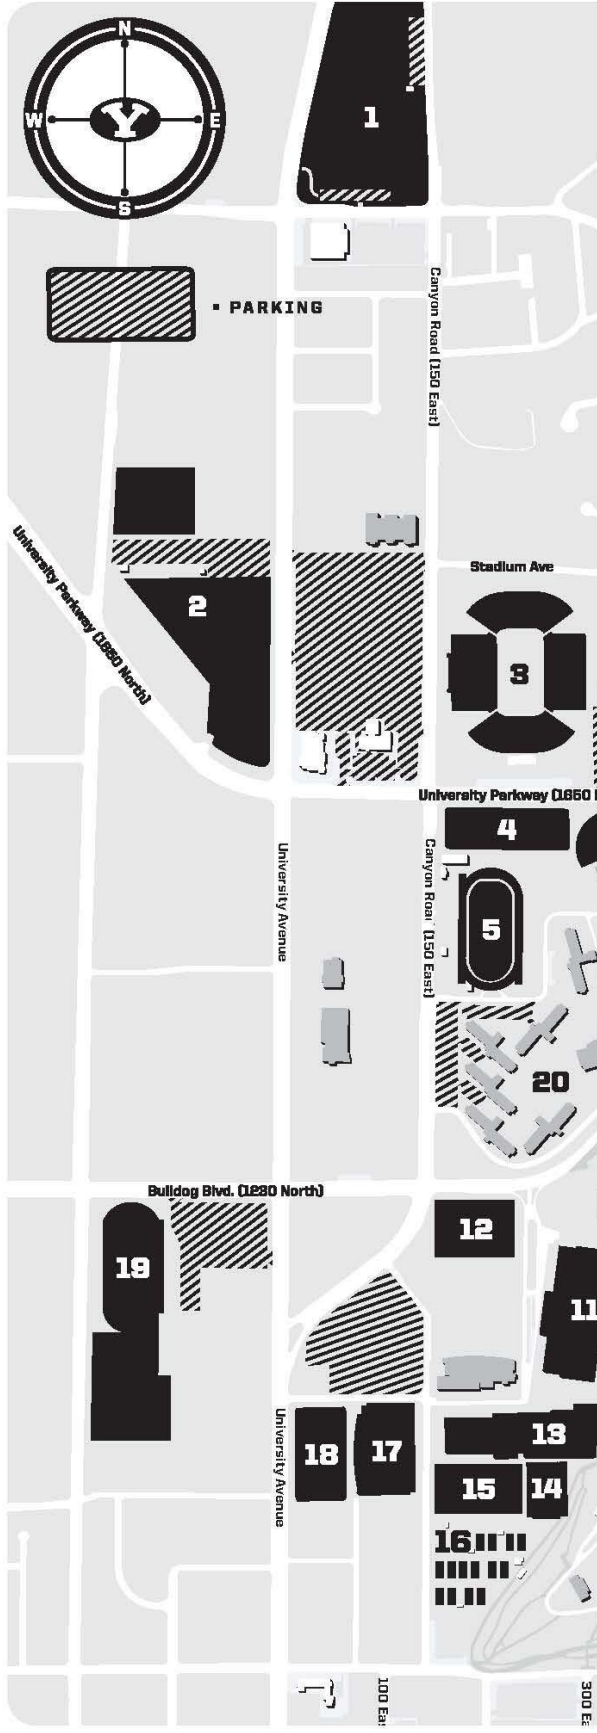 N
W
Y
E
S
1
PARKING
Canyon Road (150 East)
University Parkway (1650 North)
2
Stadium Ave
3
University Parkway (1650
4
Canyon Road (150 East)
University Avenue
5
20
Bulldog Blvd. (1230 North)
12
19
11
University Avenue
18
17
13
15
14
16
100 Eas
300 Ea